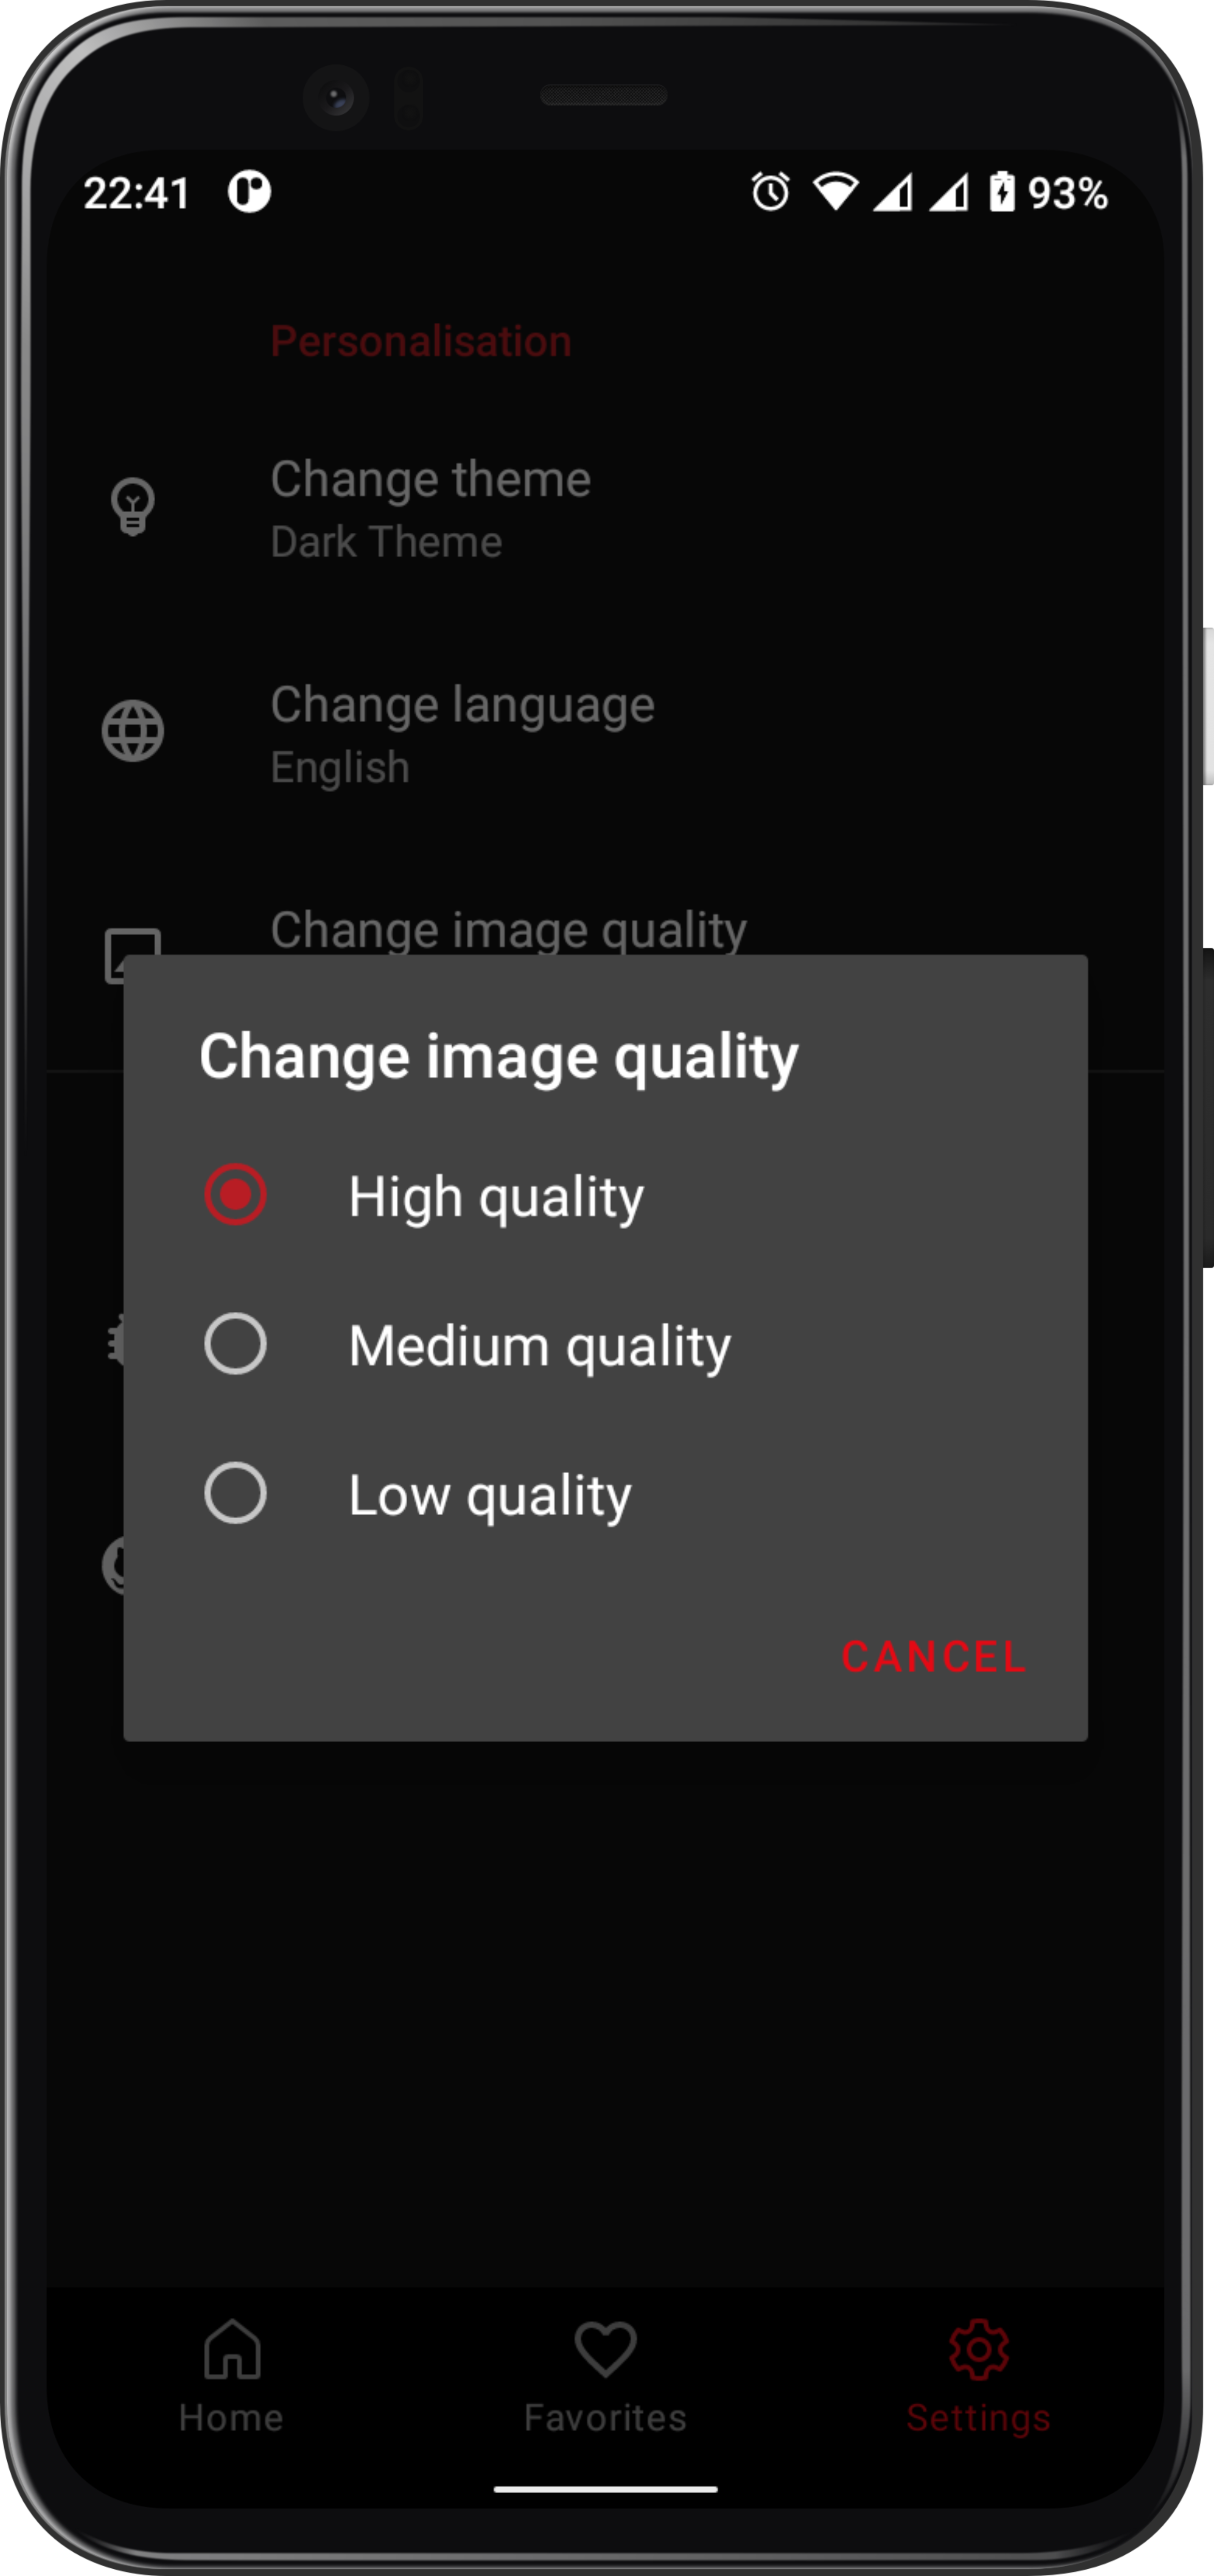 22:41 93%
Personalisation
Change theme
Dark Theme
Change language
English
Change image quality
Change image quality
High quality
Medium quality
Low quality
CANCEL
Home Favorites Settings